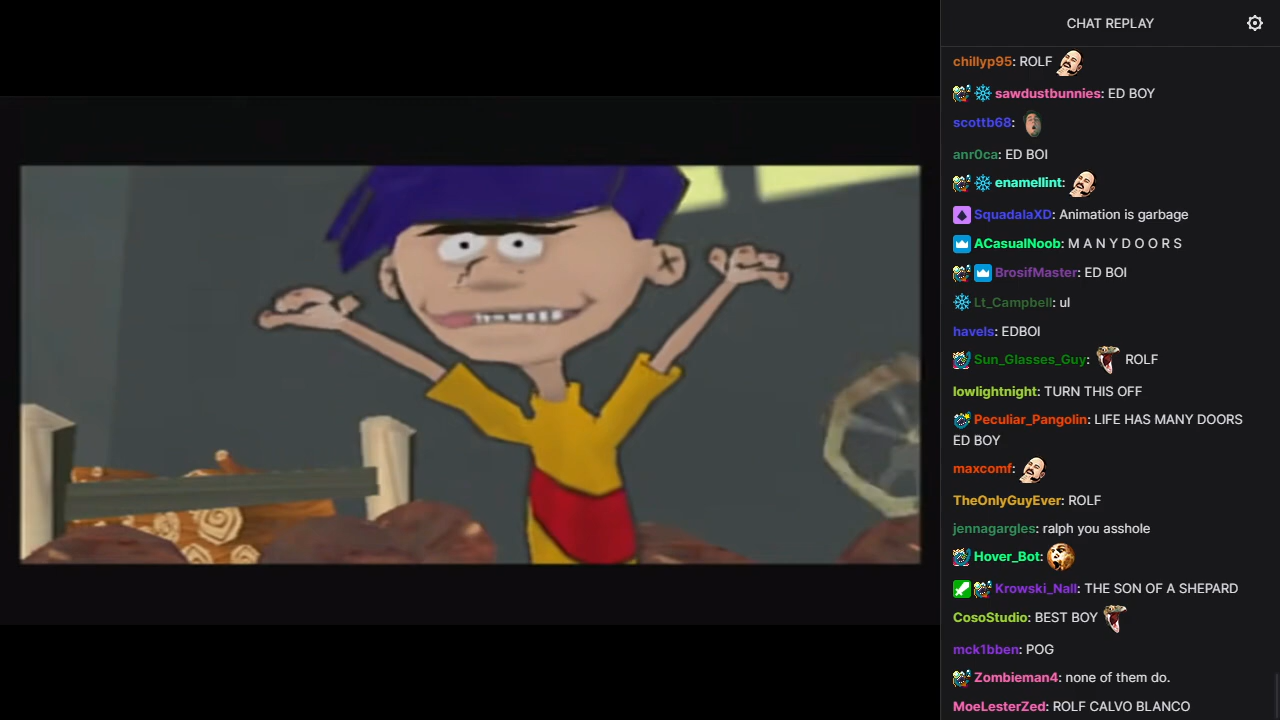 CHAT REPLAY
chillyp95: ROLF
sawdustbunnies: ED BOY
scottb68:
anr0ca: ED BOI
enamellint:
SquadalaXD: Animation is garbage
ACasualNoob: M A N Y D O O R S
BrosifMaster: ED BOI
Lt_Campbell: ul
havels: EDBOI
Sun_Glasses_Guy: ROLF
lowlightnight: TURN THIS OFF
Peculiar_Pangolin: LIFE HAS MANY DOORS
ED BOY
maxcomf:
TheOnlyGuyEver: ROLF
jennagargles: ralph you asshole
Hover_Bot:
Krowski_Nall: THE SON OF A SHEPARD
CosoStudio: BEST BOY
mck1bben: POG
Zombieman4: none of them do.
MoeLesterZed: ROLF CALVO BLANCO